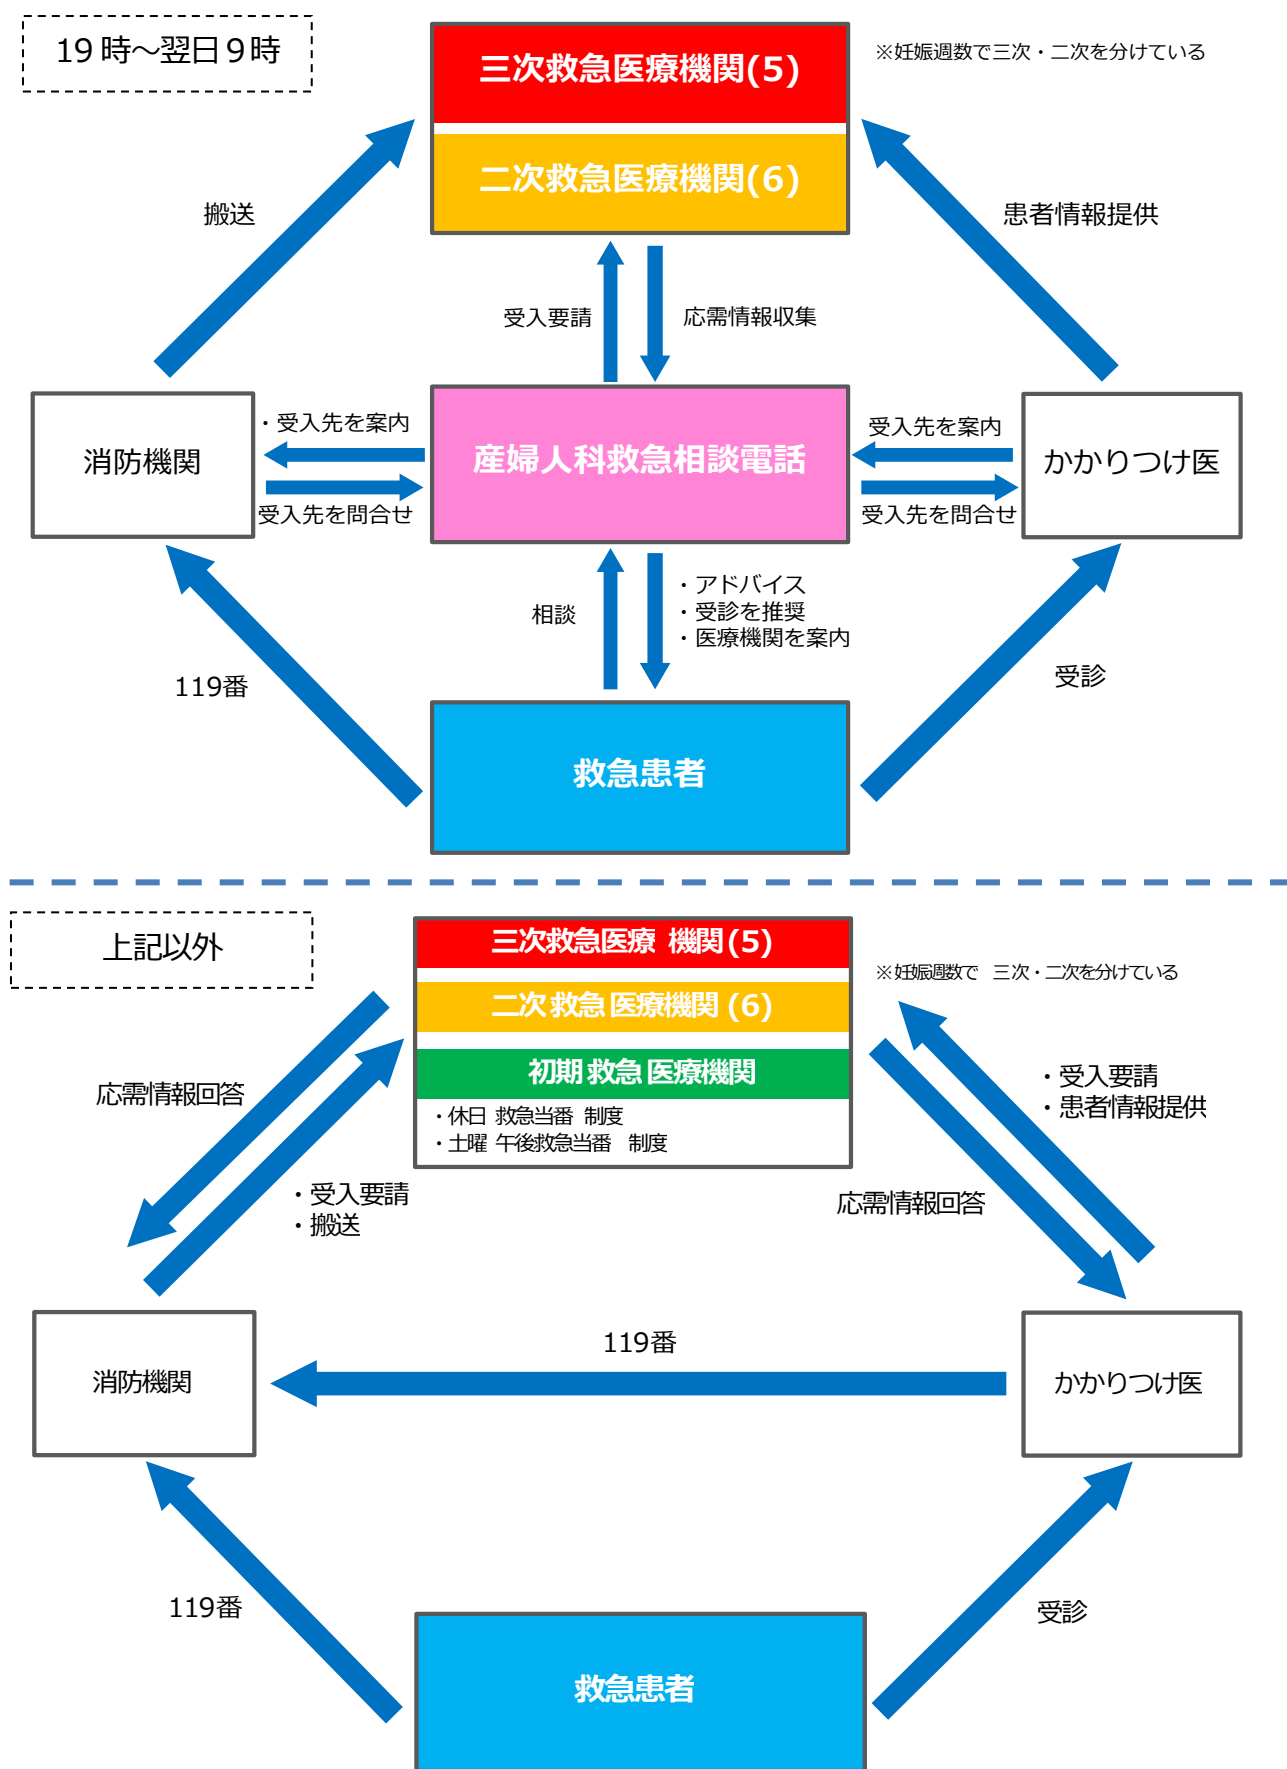 19時～翌日９時
三次救急医療機関(5)
※妊娠週数で三次・二次を分けている
二次救急医療機関(6)
搬送
患者情報提供
受入要請
応需情報収集
消防機関
・受入先を案内
受入先を問合せ
産婦人科救急相談電話
受入先を案内
受入先を問合せ
かかりつけ医
相談
・アドバイス
・受診を推奨
・医療機関を案内
119番
受診
救急患者
上記以外
三次救急医療 機関(5)
※妊娠週数で 三次・二次を分けている
二次救急医療機関 (6)
初期救急医療機関
・休日 救急当番 制度
・土曜 午後救急当番 制度
応需情報回答
・受入要請
・搬送
・受入要請
・患者情報提供
応需情報回答
消防機関
119番
かかりつけ医
119番
受診
救急患者